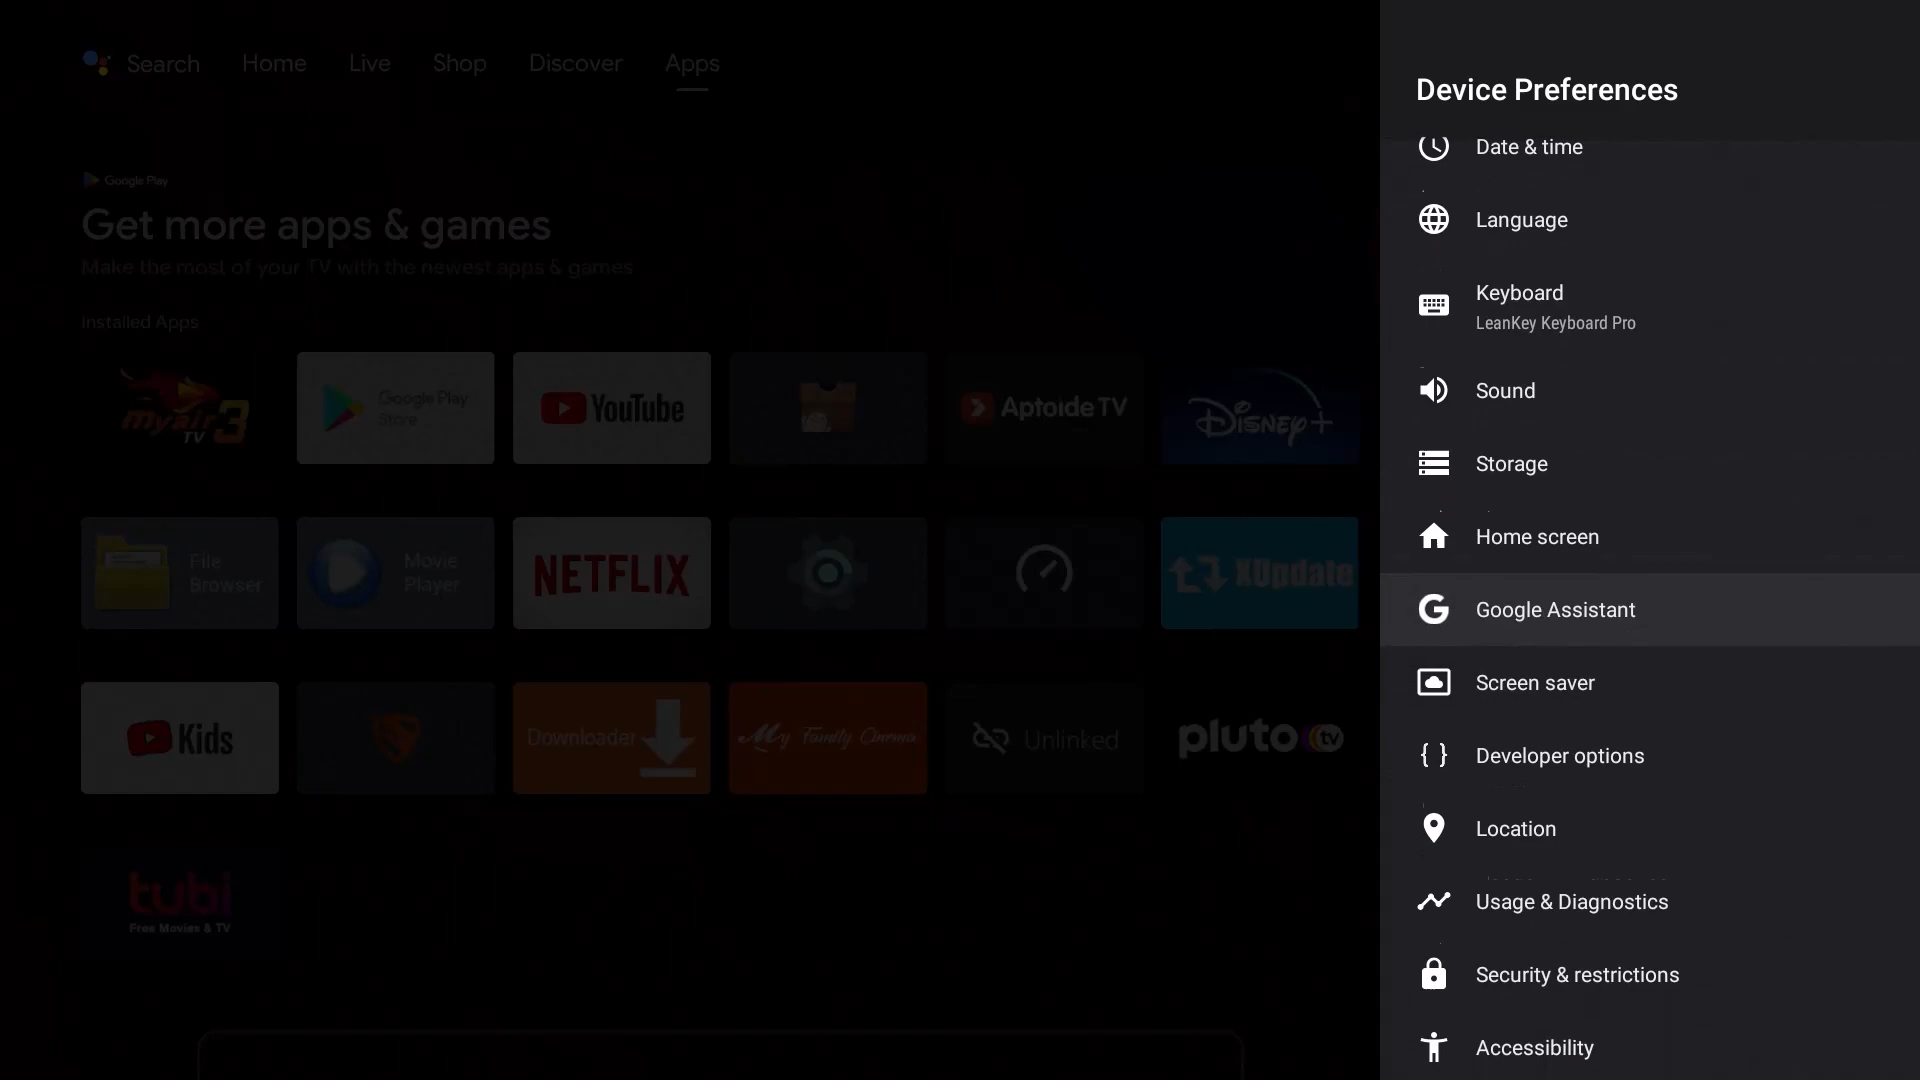 Search Home Live Shop Discover Apps
Google Play
Get more apps & games
Make the most of your TV with the newest apps & games
Installed Apps
myair TV 3
Google Play Store
YouTube
Aptoide TV
Disney+
File Browser
Movie Player
NETFLIX
XUpdate
Kids
Downloader
My Family Cinema
Unlinked
pluto tv
tubi
Free Movies & TV
Device Preferences
Date & time
Language
Keyboard
LeanKey Keyboard Pro
Sound
Storage
Home screen
Google Assistant
Screen saver
Developer options
Location
Usage & Diagnostics
Security & restrictions
Accessibility